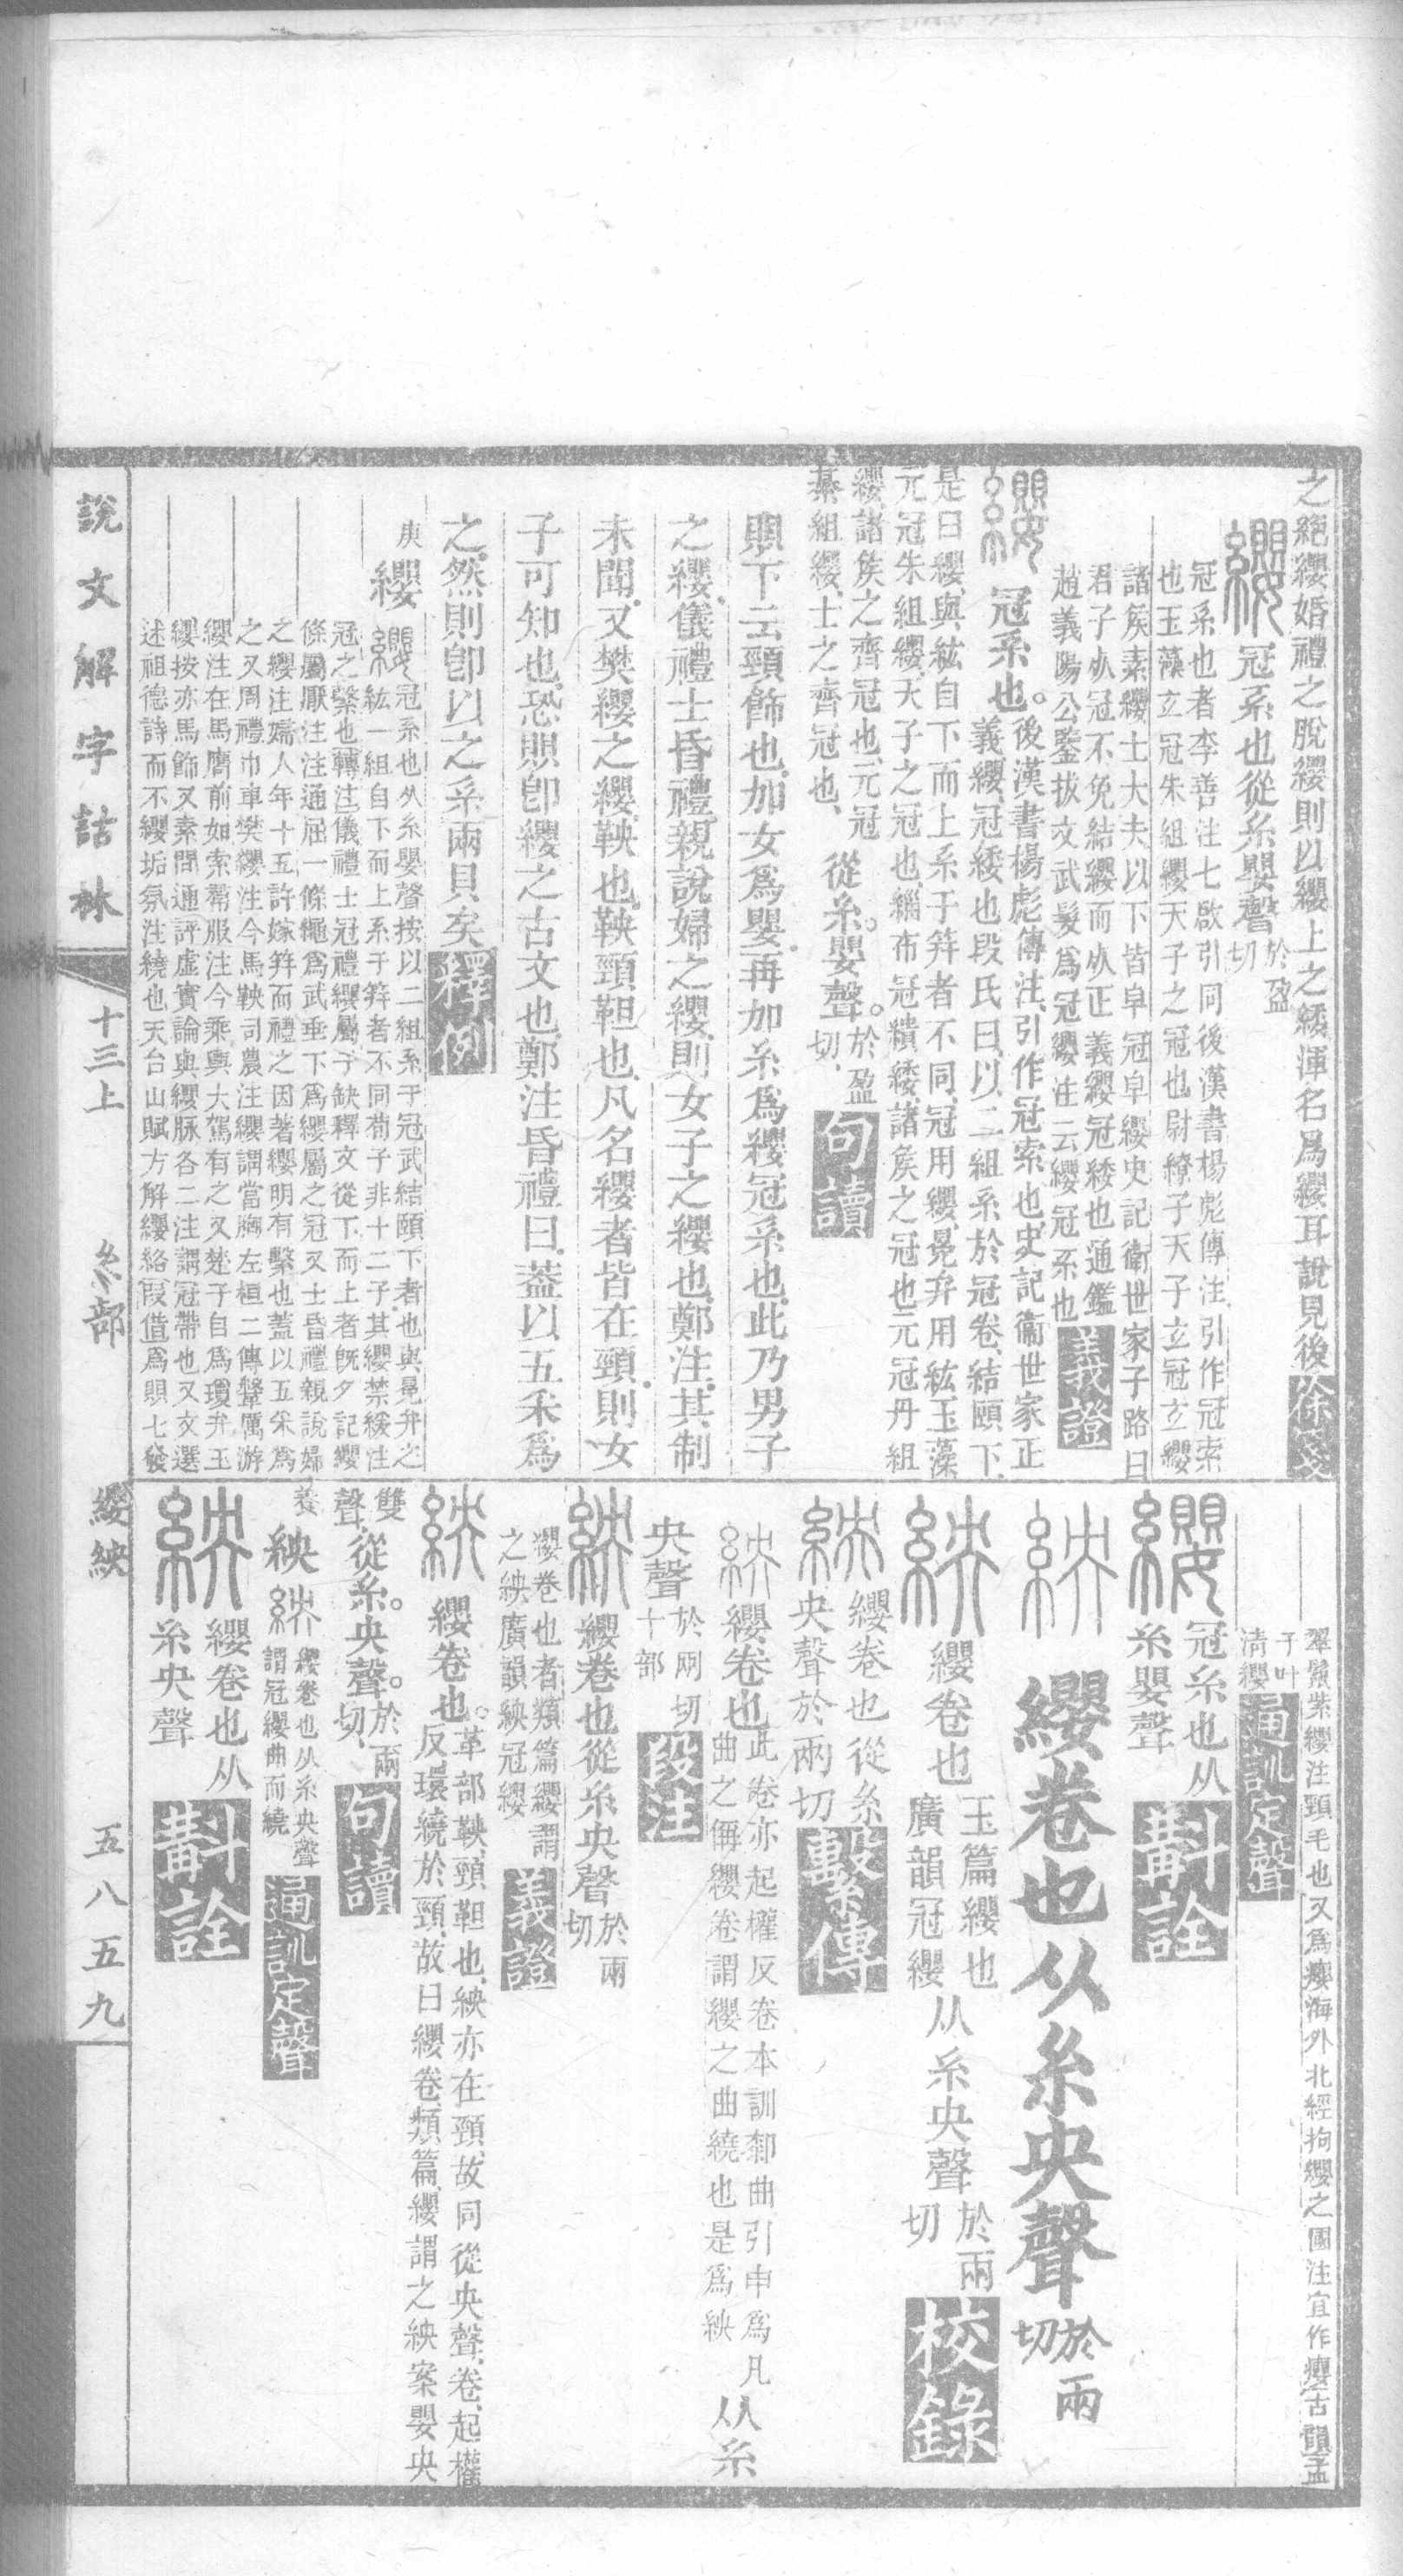 之絕纓婚禮之脫纓則以纓上之緌渾名爲纓耳說見後徐箋
纓 冠系也從糸嬰聲於盈切
冠系也者李善注七啟引同後漢書楊彪傳注引作冠索
也玉藻立冠朱組纓天子之冠也尉繚子天子立冠立纓
諸矦素纓士大夫以下皆皁冠皁纓史記衛世家子路曰
君子死冠不免結纓而死正義纓冠緌也通鑑
趙義陽公鑒拔文武髮爲冠纓注云纓冠系也義證
纓 冠系也。後漢書楊彪傳注、引作冠索也、史記衞世家正
義、纓、冠緌也、段氏曰、以二組系於冠卷、結頤下、
是曰纓、與紘自下而上系于筓者不同、冠用纓、冕弁用紘、玉藻
元冠朱組纓、天子之冠也、緇布冠繢緌、諸矦之冠也、元冠丹組
纓、諸矦之齊冠也、元冠
綦組纓、士之齊冠也、從糸。嬰聲。於盈切、句讀
賏下云頸飾也、加女爲嬰、再加糸爲纓、冠系也、此乃男子
之纓、儀禮士昏禮、親說婦之纓、則女子之纓也、鄭注、其制
未聞、又樊纓之纓、鞅也、鞅、頸靼也、凡名纓者皆在頸、則女
子可知也、恐賏卽纓之古文也、鄭注昏禮曰、蓋以五采爲
之、然則卽以之系兩貝矣釋例
庚 纓 纓 冠系也从糸嬰聲按以二組系于冠武結頤下者也與冕弁之
紘一組自下而上系于筓者不同荀子非十二子其纓禁緩注
冠之繫也轉注儀禮士冠禮纓屬于缺釋文從下而上者旣夕記纓
條屬厭注注通屈一條繩爲武垂下爲纓屬之冠又士昏禮親說婦
之纓注婦人年十五許嫁筓而禮之因著纓明有繫也蓋以五采爲
之又周禮巾車樊纓注今馬鞅司農注纓謂當胷左桓二傳鞶厲游
纓注在馬膺前如索帬服注今乘輿大駕有之又楚子自爲瓊弁玉
纓按亦馬飾又素問通評虛實論與纓脈各二注謂冠帶也又文選
述祖德詩而不纓垢氛注繞也天台山賦方解纓絡叚借爲賏七發
翠鬣紫纓注頸毛也又爲癭海外北經拘纓之國注宜作癭古韻孟
子叶
淸纓通訓定聲
纓 冠糸也从
糸嬰聲斠詮
紻 纓卷也从糸央聲於兩切
紻 纓卷也玉篇纓也廣韻冠纓从糸央聲於兩切校錄
紻 纓卷也從糸
央聲於兩切繫傳
紻 纓卷也此卷亦起權反卷本訓厀曲引申爲凡
曲之偁纓卷謂纓之曲繞也是爲紻从糸
央聲於兩切十部段注
紻 纓卷也從糸央聲於兩切
纓卷也者類篇纓謂
之紻廣韻紻冠纓義證
紻 纓卷也。革部鞅、頸靼也、紻亦在頸、故同從央聲、卷、起權
反、環繞於頸、故曰纓卷、類篇、纓謂之紻、案嬰央
雙
聲、從糸。央聲。於兩切、句讀
養 紻 紻 纓卷也从糸央聲
謂冠纓曲而繞通訓定聲
紻 纓卷也从
糸央聲斠詮
說文解字詁林 十三上 糸部 纓紻 五八五九